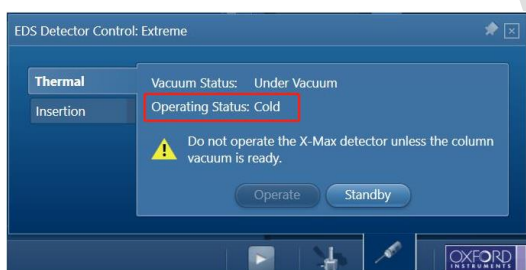 EDS Detector Control: Extreme
Thermal
Insertion
Vacuum Status: Under Vacuum
Operating Status: Cold
Do not operate the X-Max detector unless the column
vacuum is ready.
Operate
Standby
OXFORD
INSTRUMENTS